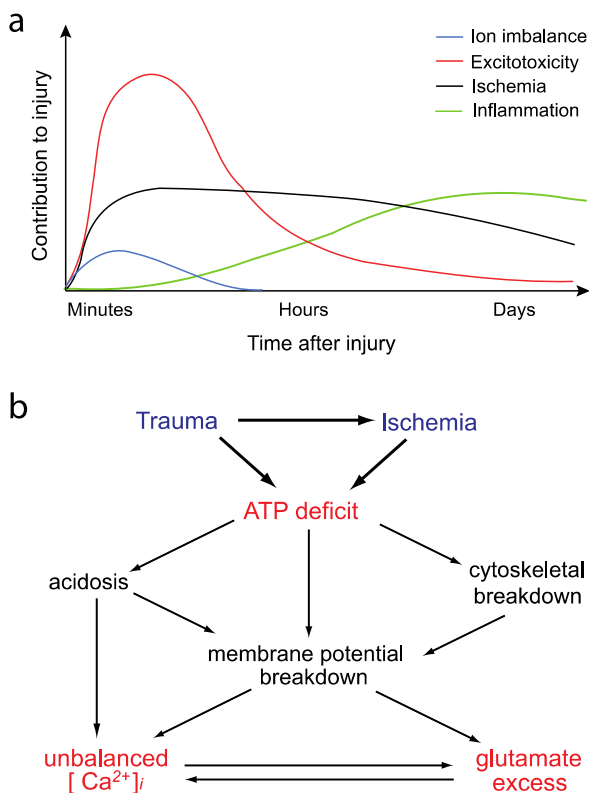 a
Ion imbalance
Excitotoxicity
Ischemia
Inflammation
Contribution to injury
Minutes
Hours
Days
Time after injury
b
Trauma
Ischemia
ATP deficit
acidosis
cytoskeletal
breakdown
membrane potential
breakdown
unbalanced
[ Ca²⁺]i
glutamate
excess